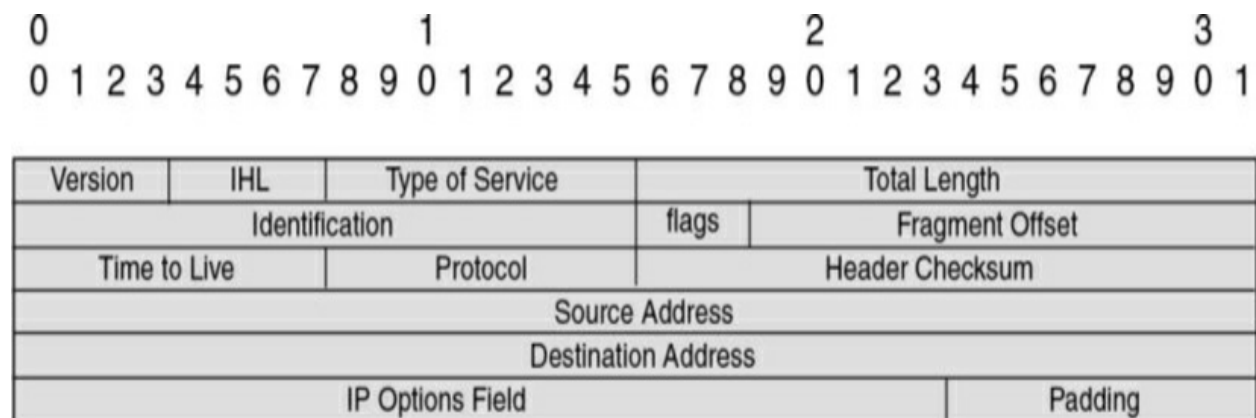 0 1 2 3
0 1 2 3 4 5 6 7 8 9 0 1 2 3 4 5 6 7 8 9 0 1 2 3 4 5 6 7 8 9 0 1
Version IHL Type of Service Total Length
Identification flags Fragment Offset
Time to Live Protocol Header Checksum
Source Address
Destination Address
IP Options Field Padding